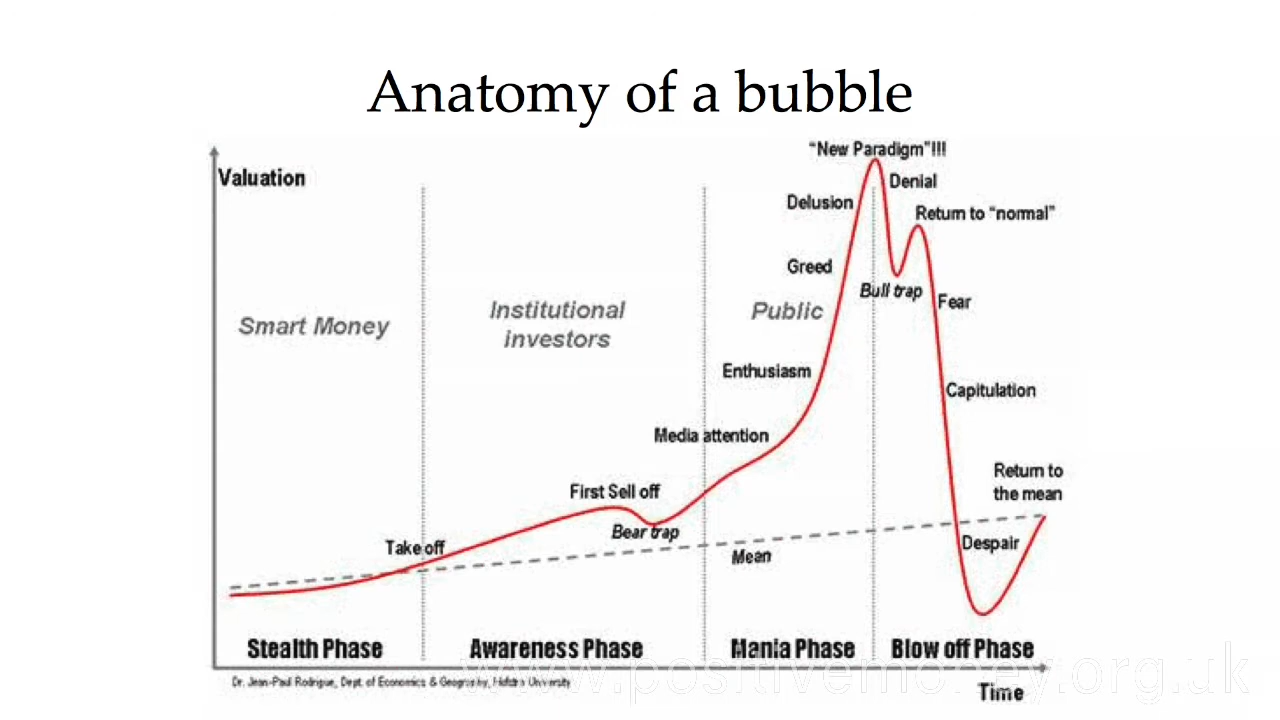 Anatomy of a bubble
"New Paradigm"!!!
Valuation
Denial
Delusion
Return to "normal"
Greed
Bull trap
Fear
Smart Money
Institutional
investors
Public
Enthusiasm
Capitulation
Media attention
Return to
the mean
First Sell off
Bear trap
Take off
Mean
Despair
Stealth Phase
Awareness Phase
Mania Phase
Blow off Phase
www.positivemoney.org.uk
Dr. Jean-Paul Rodrigue, Dept. of Economics & Geography, Hofstra University
Time